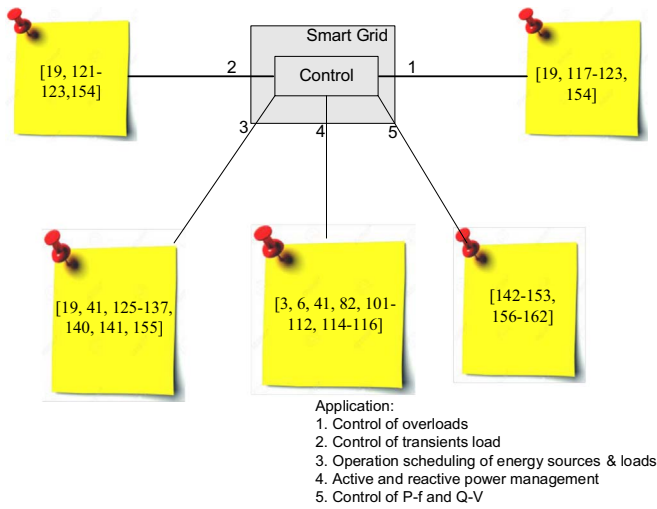 Smart Grid
Control
2
1
3
4
5
[19, 121-
123,154]
[19, 117-123,
154]
[19, 41, 125-137,
140, 141, 155]
[3, 6, 41, 82, 101-
112, 114-116]
[142-153,
156-162]
Application:
1. Control of overloads
2. Control of transients load
3. Operation scheduling of energy sources & loads
4. Active and reactive power management
5. Control of P-f and Q-V